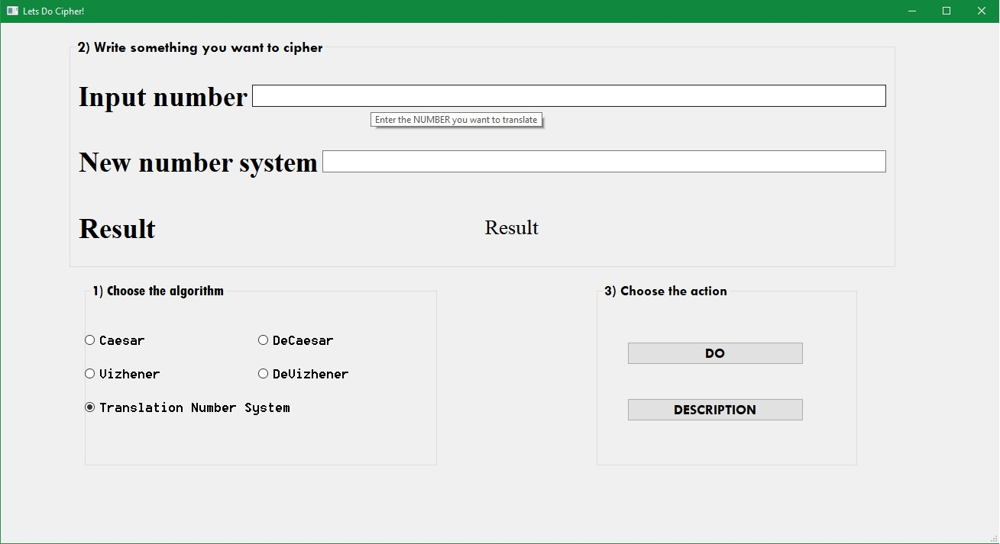 Lets Do Cipher!
2) Write something you want to cipher
Input number
Enter the NUMBER you want to translate
New number system
Result Result
1) Choose the algorithm
Caesar DeCaesar
Vizhener DeVizhener
Translation Number System
3) Choose the action
DO
DESCRIPTION